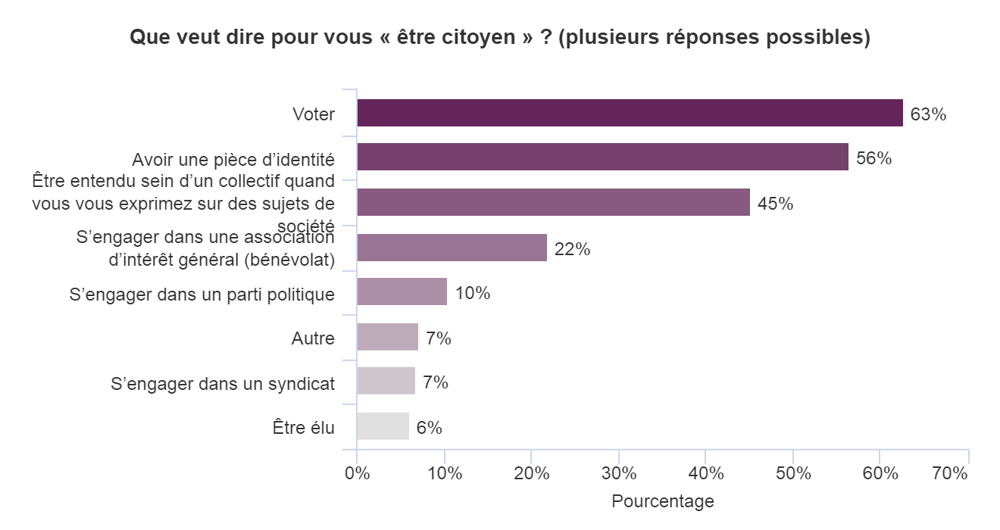 Que veut dire pour vous « être citoyen » ? (plusieurs réponses possibles)
Voter
63%
Avoir une pièce d’identité
56%
Être entendu sein d’un collectif quand
vous vous exprimez sur des sujets de
société
45%
S’engager dans une association
d’intérêt général (bénévolat)
22%
S’engager dans un parti politique
10%
Autre
7%
S’engager dans un syndicat
7%
Être élu
6%
0% 10% 20% 30% 40% 50% 60% 70%
Pourcentage